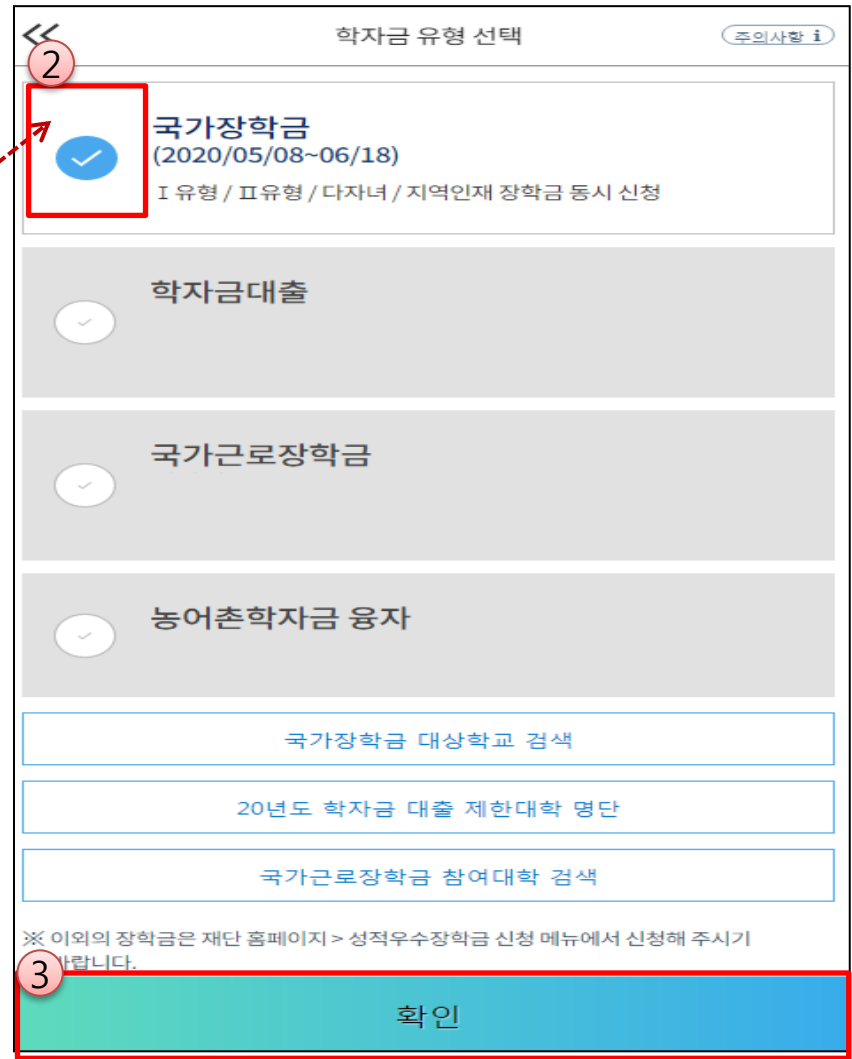 학자금 유형 선택
주의사항 i
2
국가장학금
(2020/05/08~06/18)
I 유형 / II유형 / 다자녀 / 지역인재 장학금 동시 신청
학자금대출
국가근로장학금
농어촌학자금 융자
국가장학금 대상학교 검색
20년도 학자금 대출 제한대학 명단
국가근로장학금 참여대학 검색
※ 이외의 장학금은 재단 홈페이지 > 성적우수장학금 신청 메뉴에서 신청해 주시기
바랍니다.
3
확인